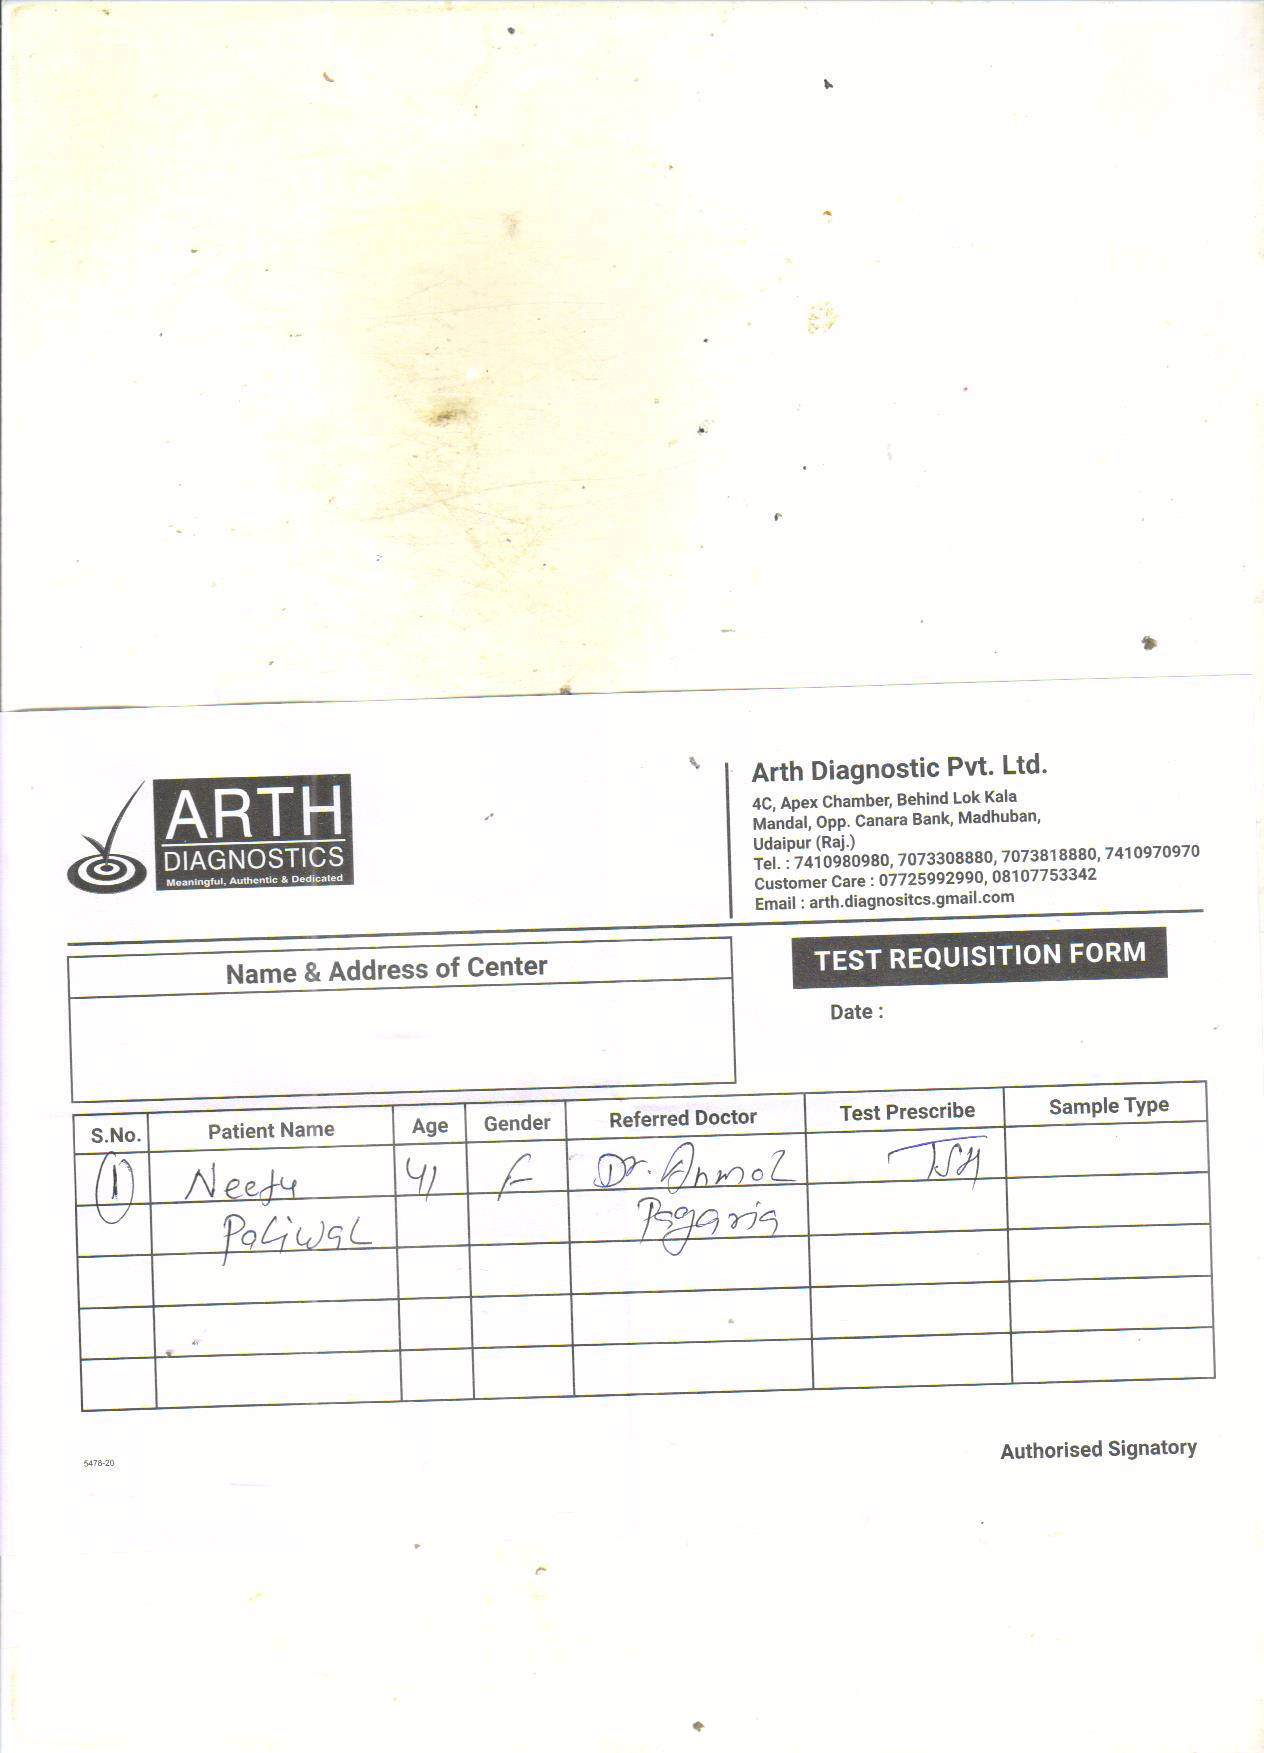 ARTH
DIAGNOSTICS
Meaningful, Authentic & Dedicated
Arth Diagnostic Pvt. Ltd.
4C, Apex Chamber, Behind Lok Kala
Mandal, Opp. Canara Bank, Madhuban,
Udaipur (Raj.)
Tel. : 7410980980, 7073308880, 7073818880, 7410970970
Customer Care : 07725992990, 08107753342
Email : arth.diagnositcs.gmail.com
Name & Address of Center
TEST REQUISITION FORM
Date :
S.No. Patient Name Age Gender Referred Doctor Test Prescribe Sample Type
1 Neetu 41 F Dr. Anmol TSH
Paliwal Pagaria
5478-20
Authorised Signatory